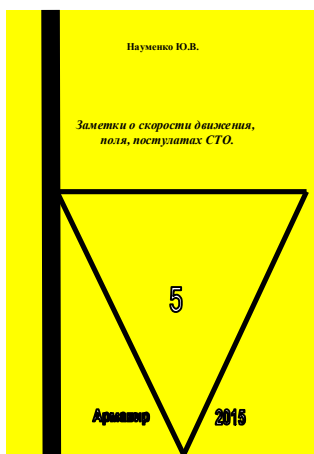 Науменко Ю.В.
Заметки о скорости движения,
поля, постулатах СТО.
5
Армавир 2015